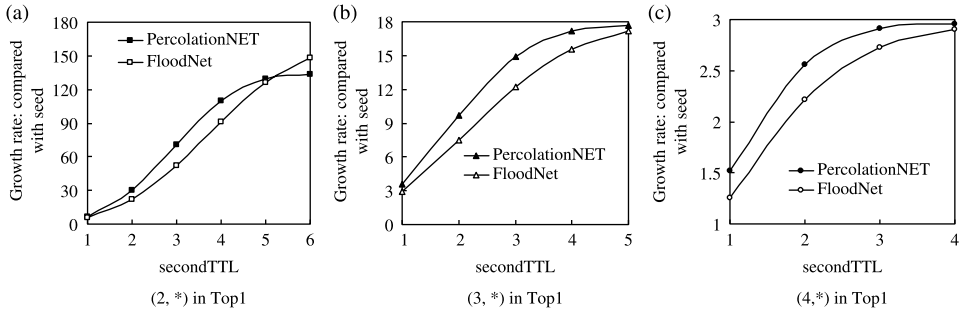 (a)
Growth rate: compared
with seed
180
150
120
90
60
30
0
PercolationNET
FloodNet
1 2 3 4 5 6
secondTTL
(2, *) in Top1
(b)
Growth rate: compared
with seed
18
15
12
9
6
3
0
PercolationNET
FloodNet
1 2 3 4 5
secondTTL
(3, *) in Top1
(c)
Growth rate: compared
with seed
3
2.5
2
1.5
1
PercolationNET
FloodNet
1 2 3 4
secondTTL
(4,*) in Top1